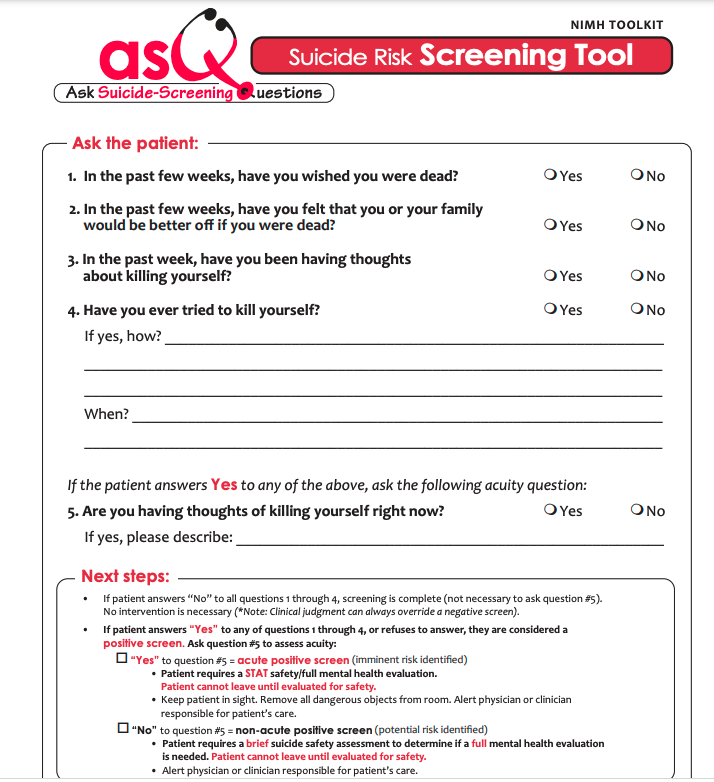 NIMH TOOLKIT
asQ
Suicide Risk Screening Tool
Ask Suicide-Screening Questions
Ask the patient:
1. In the past few weeks, have you wished you were dead? Yes No
2. In the past few weeks, have you felt that you or your family
would be better off if you were dead? Yes No
3. In the past week, have you been having thoughts
about killing yourself? Yes No
4. Have you ever tried to kill yourself? Yes No
If yes, how?
When?
If the patient answers Yes to any of the above, ask the following acuity question:
5. Are you having thoughts of killing yourself right now? Yes No
If yes, please describe:
Next steps:
• If patient answers “No” to all questions 1 through 4, screening is complete (not necessary to ask question #5).
No intervention is necessary (*Note: Clinical judgment can always override a negative screen).
• If patient answers “Yes” to any of questions 1 through 4, or refuses to answer, they are considered a
positive screen. Ask question #5 to assess acuity:
“Yes” to question #5 = acute positive screen (imminent risk identified)
• Patient requires a STAT safety/full mental health evaluation.
Patient cannot leave until evaluated for safety.
• Keep patient in sight. Remove all dangerous objects from room. Alert physician or clinician
responsible for patient’s care.
“No” to question #5 = non-acute positive screen (potential risk identified)
• Patient requires a brief suicide safety assessment to determine if a full mental health evaluation
is needed. Patient cannot leave until evaluated for safety.
• Alert physician or clinician responsible for patient’s care.